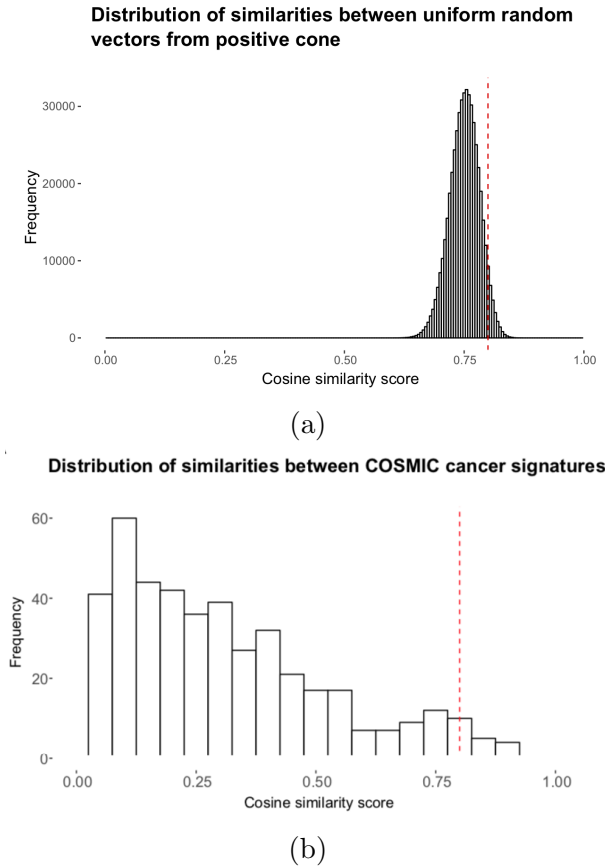 Distribution of similarities between uniform random
vectors from positive cone
30000
20000
10000
0
Frequency
0.00 0.25 0.50 0.75 1.00
Cosine similarity score
(a)
Distribution of similarities between COSMIC cancer signatures
60
40
20
0
Frequency
0.00 0.25 0.50 0.75 1.00
Cosine similarity score
(b)